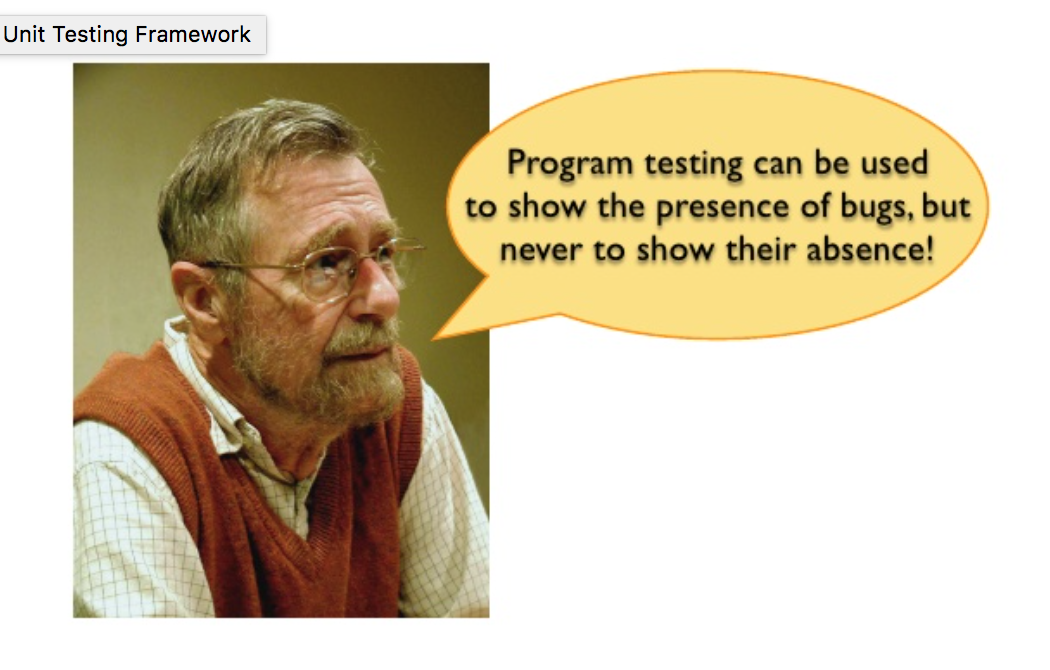 Unit Testing Framework
Program testing can be used
to show the presence of bugs, but
never to show their absence!